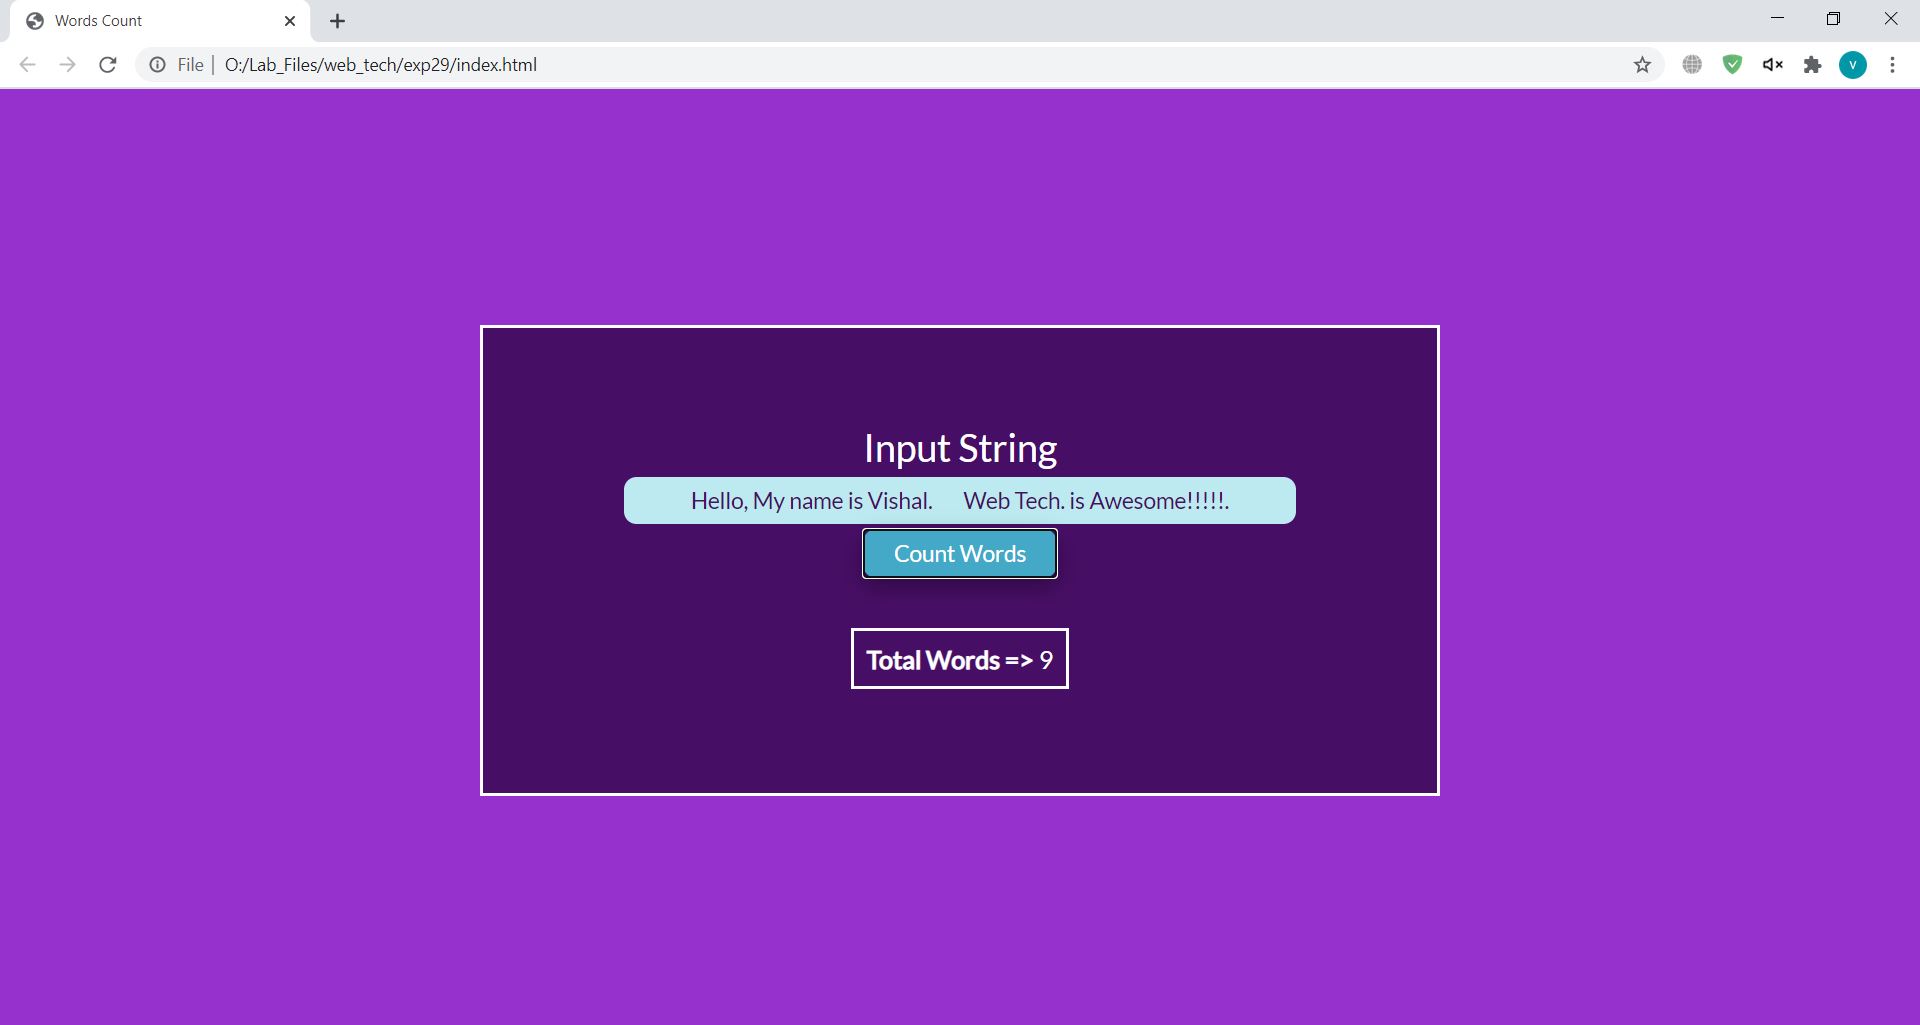 Words Count
File | O:/Lab_Files/web_tech/exp29/index.html
V
Input String
Hello, My name is Vishal.      Web Tech. is Awesome!!!!!.
Count Words
Total Words => 9